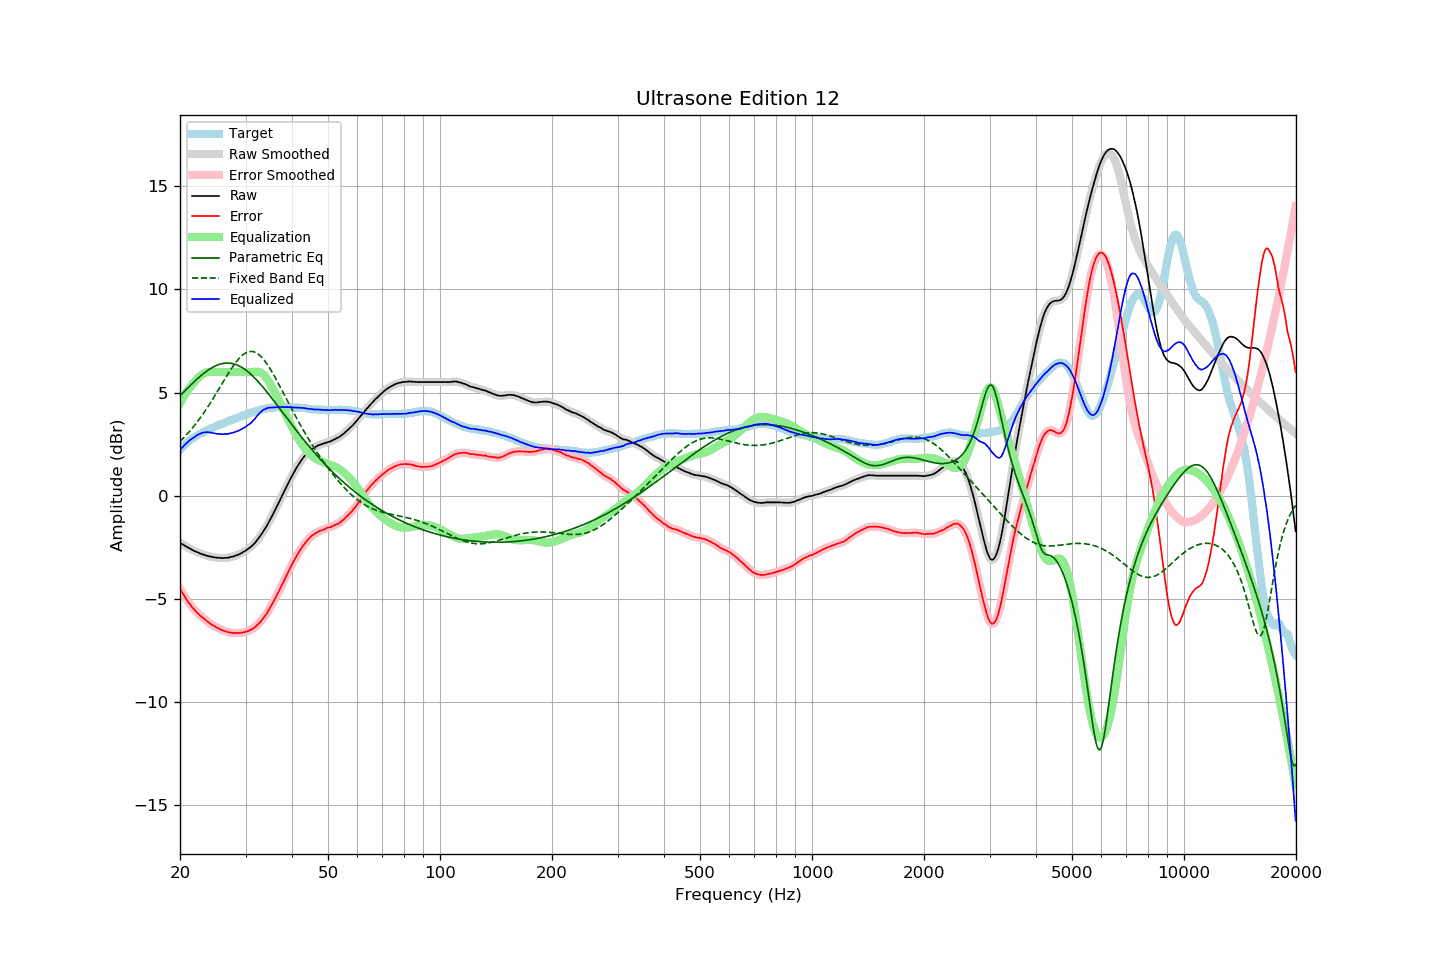 Ultrasone Edition 12
Target
Raw Smoothed
Error Smoothed
Raw
Error
Equalization
Parametric Eq
Fixed Band Eq
Equalized
Amplitude (dBr)
15
10
5
0
−5
−10
−15
20 50 100 200 500 1000 2000 5000 10000 20000
Frequency (Hz)